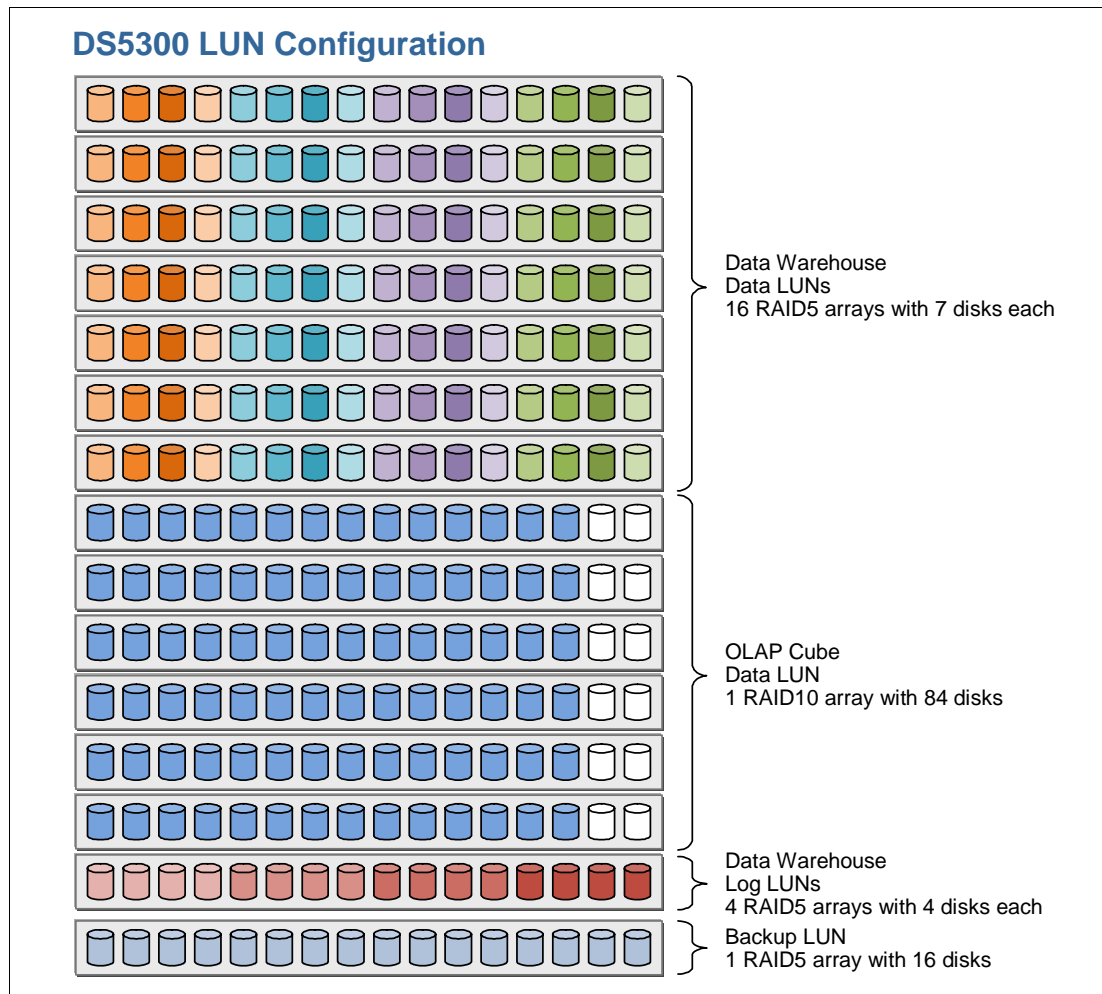 DS5300 LUN Configuration
Data Warehouse
Data LUNs
16 RAID5 arrays with 7 disks each
OLAP Cube
Data LUN
1 RAID10 array with 84 disks
Data Warehouse
Log LUNs
4 RAID5 arrays with 4 disks each
Backup LUN
1 RAID5 array with 16 disks